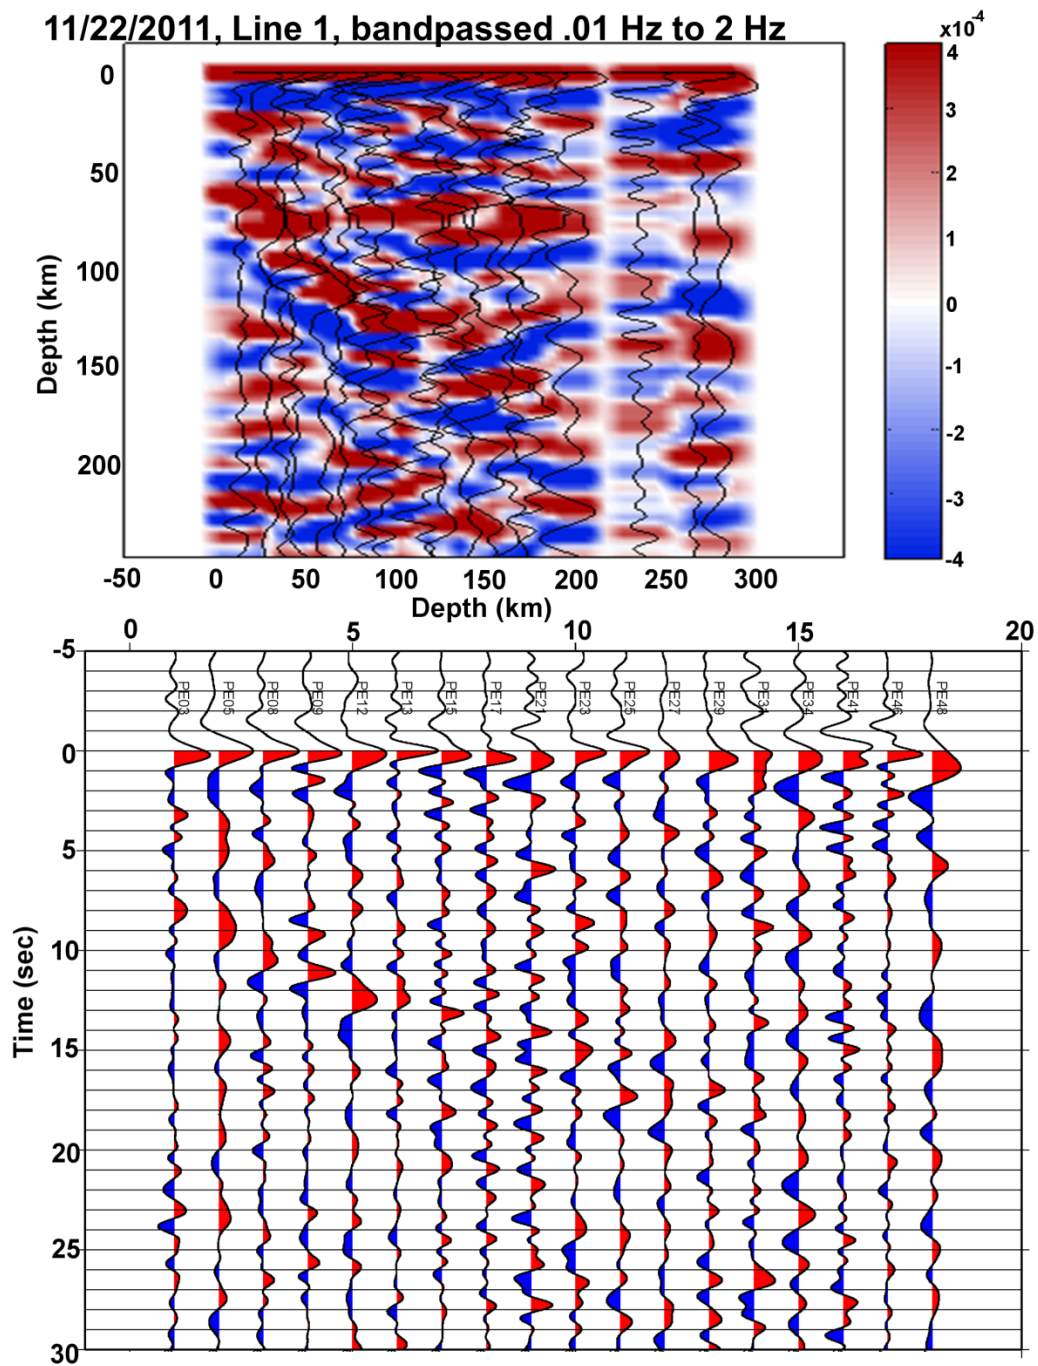 11/22/2011, Line 1, bandpassed .01 Hz to 2 Hz
x10-4
4
3
2
1
0
-1
-2
-3
-4
Depth (km)
0
50
100
150
200
-50 0 50 100 150 200 250 300
Depth (km)
0 5 10 15 20
Time (sec)
-5
0
5
10
15
20
25
30
PE03 PE05 PE08 PE09 PE12 PE13 PE15 PE17 PE21 PE23 PE25 PE27 PE29 PE31 PE34 PE41 PE46 PE48